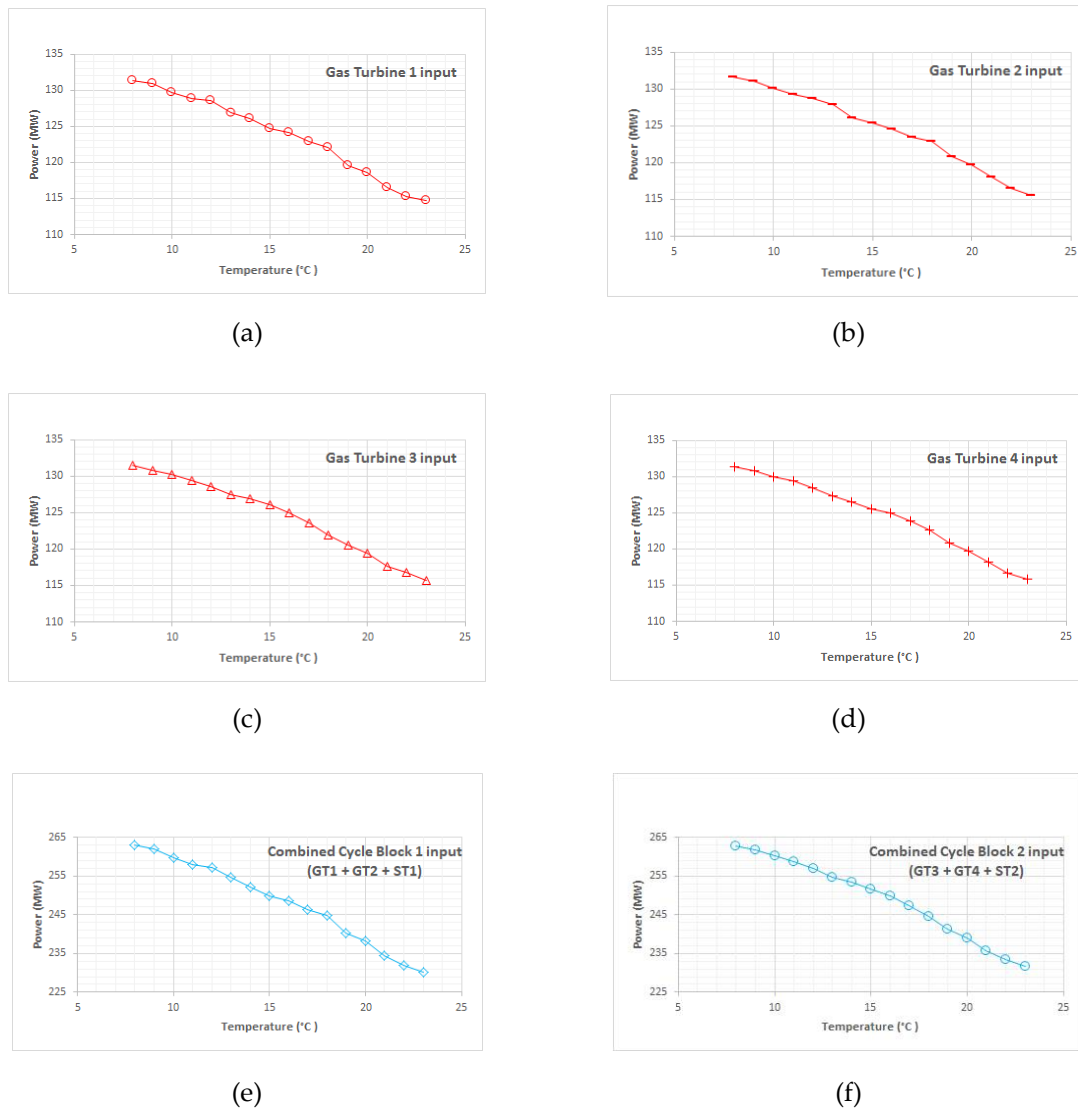 Gas Turbine 1 input
Power (MW)
135
130
125
120
115
110
5
10
15
20
25
Temperature (°C )
(a)
Gas Turbine 2 input
Power (MW)
135
130
125
120
115
110
5
10
15
20
25
Temperature (°C )
(b)
Gas Turbine 3 input
Power (MW)
135
130
125
120
115
110
5
10
15
20
25
Temperature (°C )
(c)
Gas Turbine 4 input
Power (MW)
135
130
125
120
115
110
5
10
15
20
25
Temperature (°C )
(d)
Combined Cycle Block 1 input
(GT1 + GT2 + ST1)
Power (MW)
265
255
245
235
225
5
10
15
20
25
Temperature (°C )
(e)
Combined Cycle Block 2 input
(GT3 + GT4 + ST2)
Power (MW)
265
255
245
235
225
5
10
15
20
25
Temperature (°C )
(f)